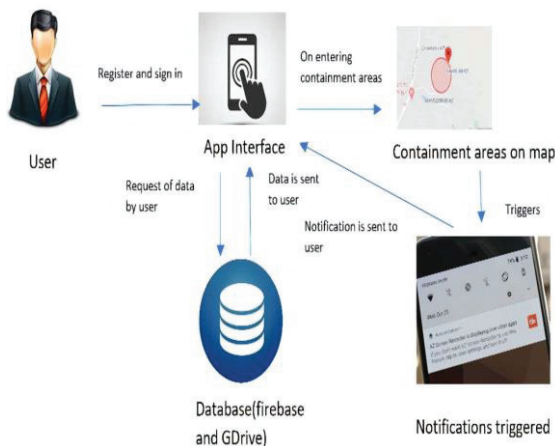 Register and sign in
On entering
containment areas
User
App Interface
Containment areas on map
Request of data
by user
Data is sent
to user
Notification is sent to
user
Triggers
Database(firebase
and GDrive)
Notifications triggered